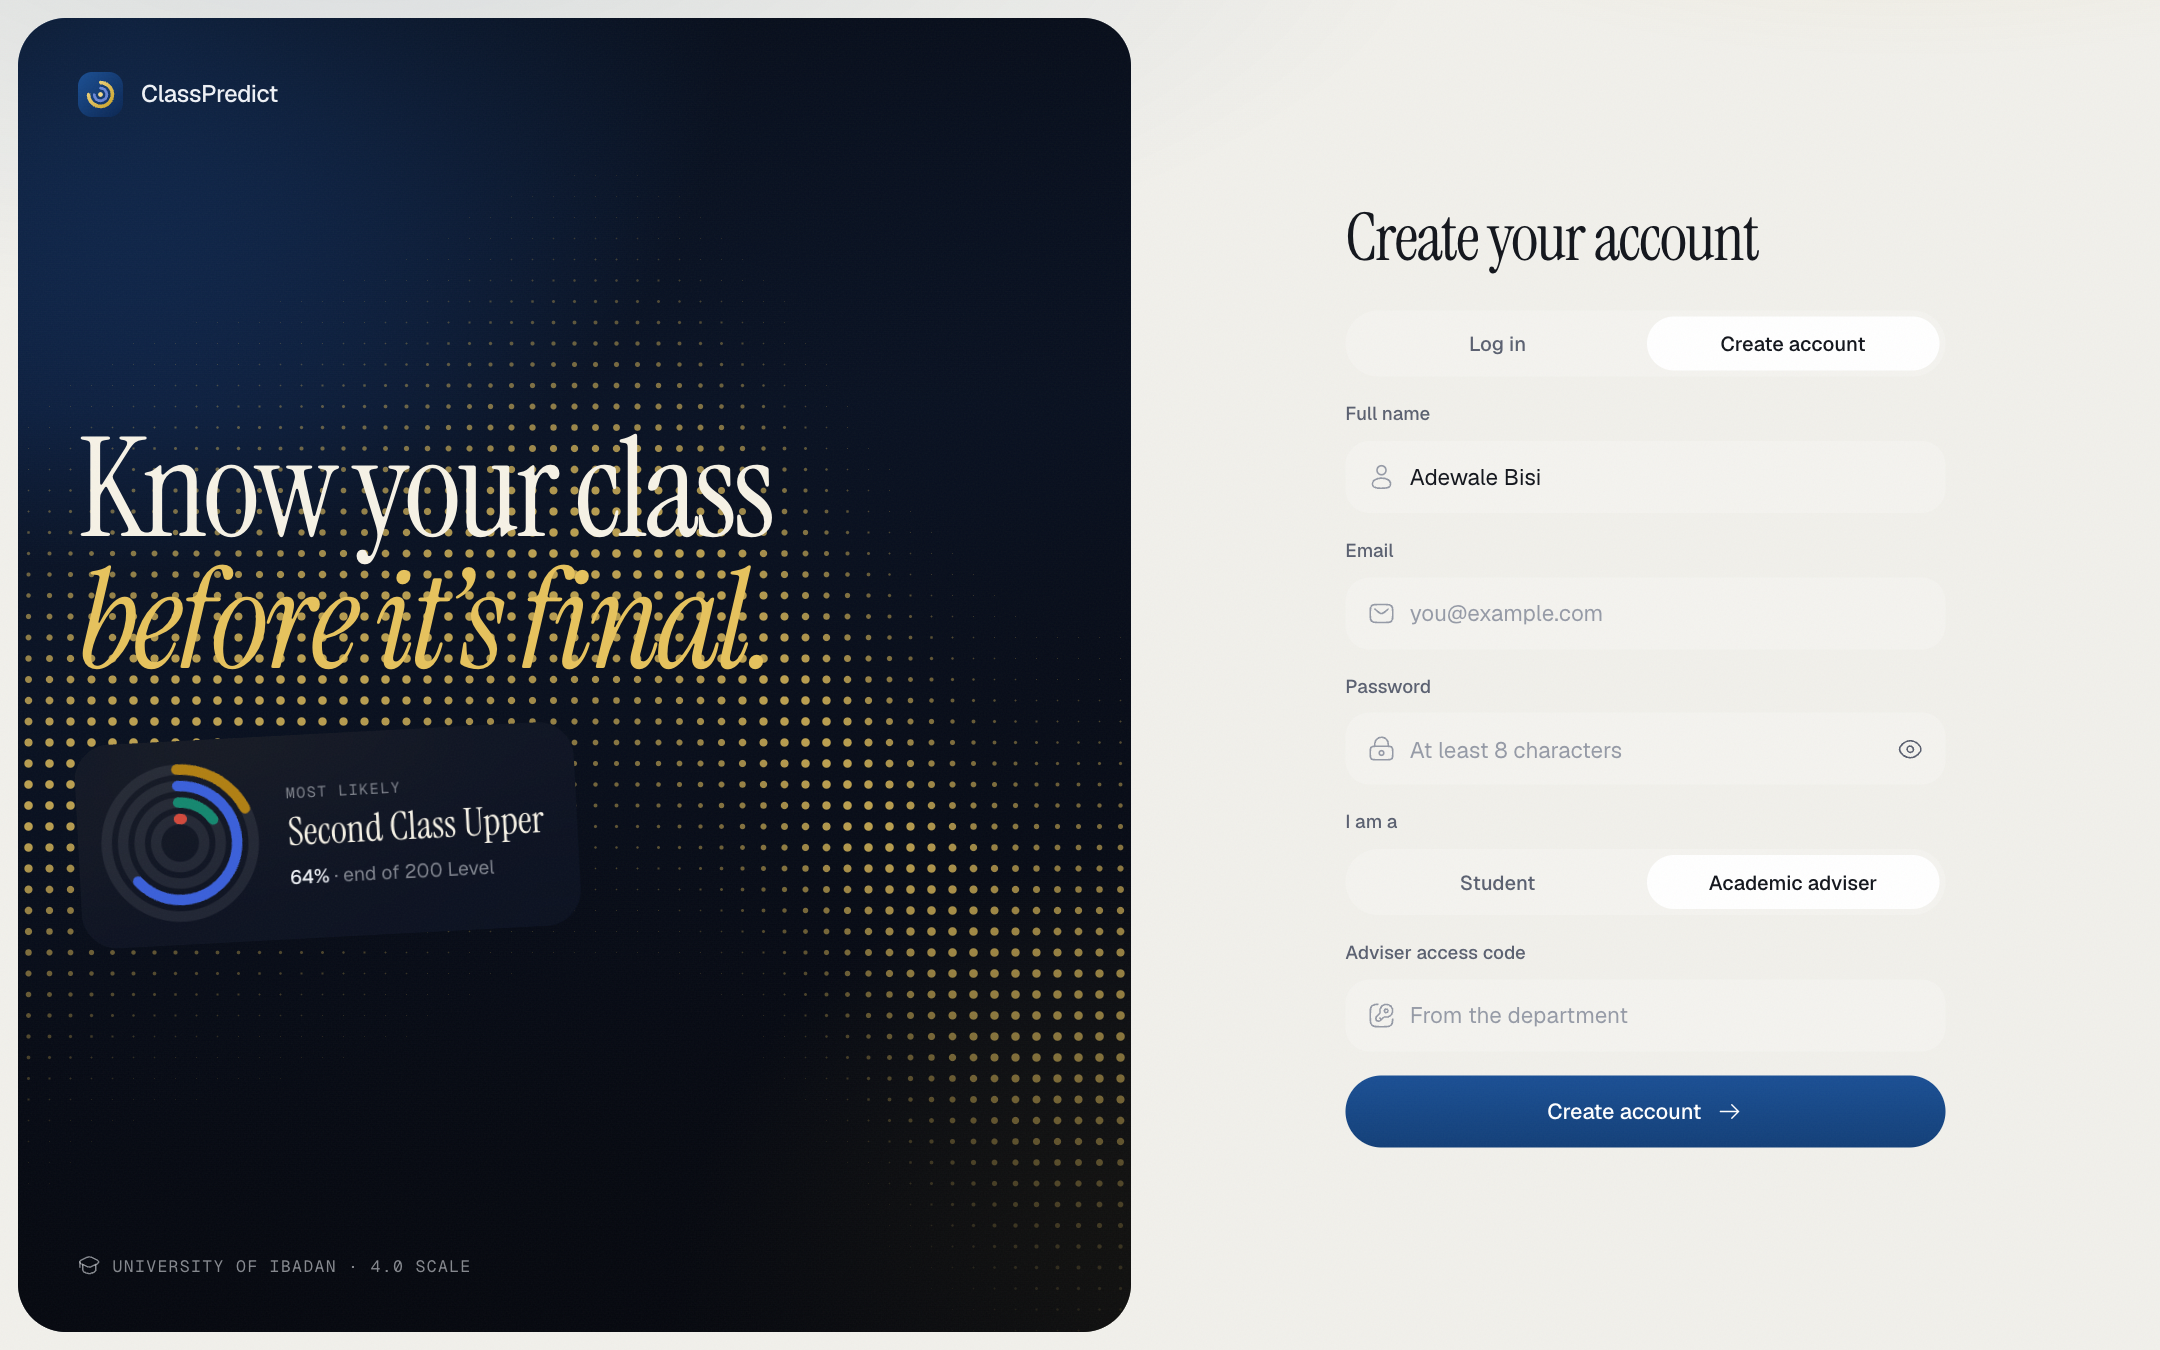 ClassPredict
Know your class
before it's final.
MOST LIKELY
Second Class Upper
64% · end of 200 Level
UNIVERSITY OF IBADAN · 4.0 SCALE
Create your account
Log in
Create account
Full name
Adewale Bisi
Email
you@example.com
Password
At least 8 characters
I am a
Student
Academic adviser
Adviser access code
From the department
Create account →